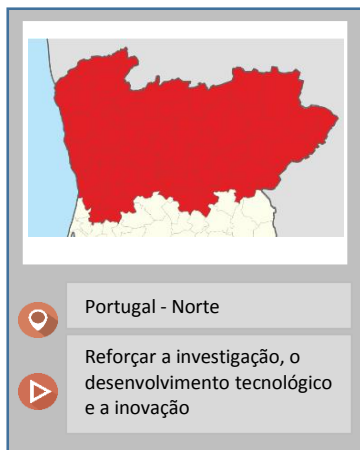 Portugal - Norte
Reforçar a investigação, o
desenvolvimento tecnológico
e a inovação